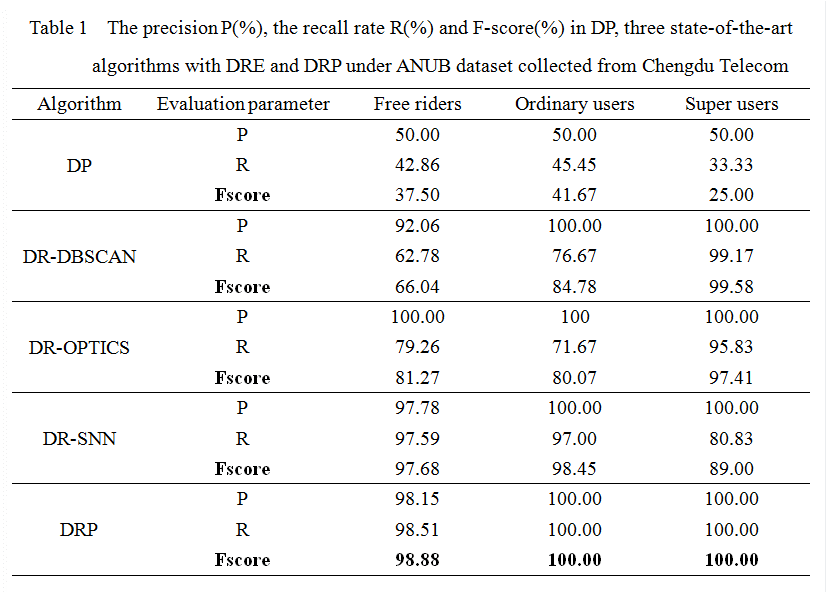 Table 1 The precision P(%), the recall rate R(%) and F-score(%) in DP, three state-of-the-art
algorithms with DRE and DRP under ANUB dataset collected from Chengdu Telecom
Algorithm Evaluation parameter Free riders Ordinary users Super users
P 50.00 50.00 50.00
DP R 42.86 45.45 33.33
Fscore 37.50 41.67 25.00
P 92.06 100.00 100.00
DR-DBSCAN R 62.78 76.67 99.17
Fscore 66.04 84.78 99.58
P 100.00 100 100.00
DR-OPTICS R 79.26 71.67 95.83
Fscore 81.27 80.07 97.41
P 97.78 100.00 100.00
DR-SNN R 97.59 97.00 80.83
Fscore 97.68 98.45 89.00
P 98.15 100.00 100.00
DRP R 98.51 100.00 100.00
Fscore 98.88 100.00 100.00